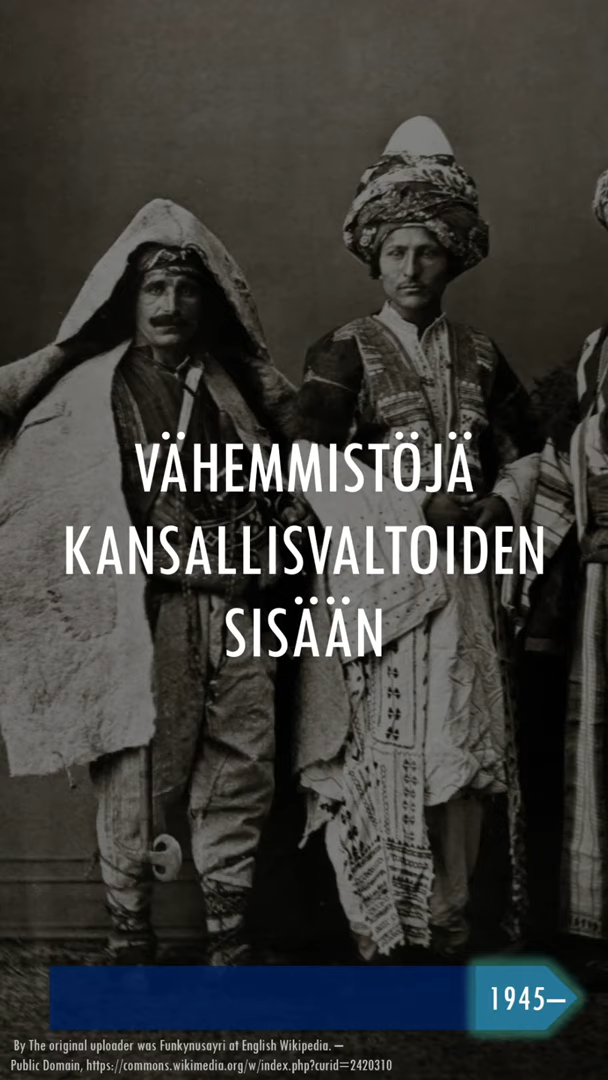 VÄHEMMISTÖJÄ
KANSALLISVALTOIDEN
SISÄÄN
1945–
By The original uploader was Funkynusayri at English Wikipedia. –
Public Domain, https://commons.wikimedia.org/w/index.php?curid=2420310